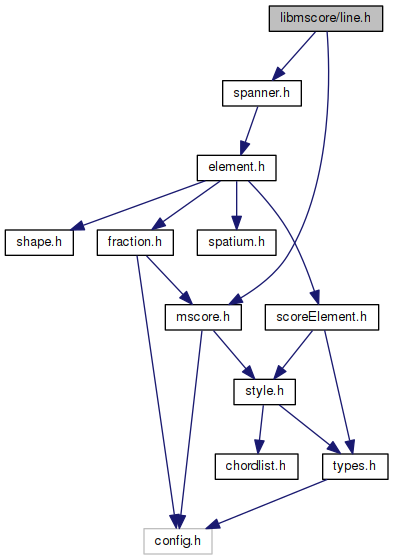 libmscore/line.h
spanner.h
element.h
shape.h
fraction.h
spatium.h
mscore.h
scoreElement.h
style.h
chordlist.h
types.h
config.h